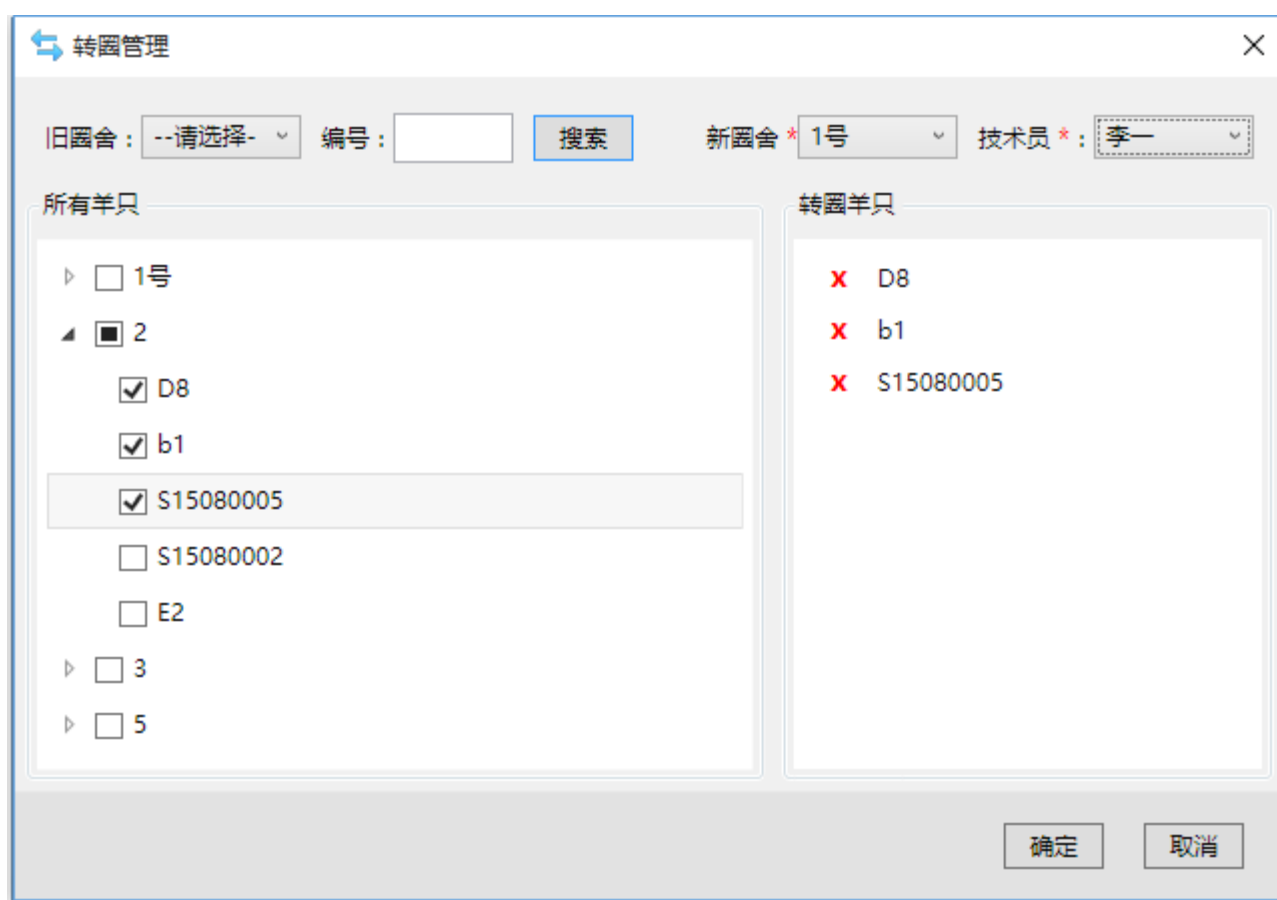 转圈管理
旧圈舍： --请选择- 编号： 搜索 新圈舍 * 1号 技术员 *： 李一
所有羊只
转圈羊只
1号
2
D8
b1
S15080005
S15080002
E2
3
5
x D8
x b1
x S15080005
确定 取消